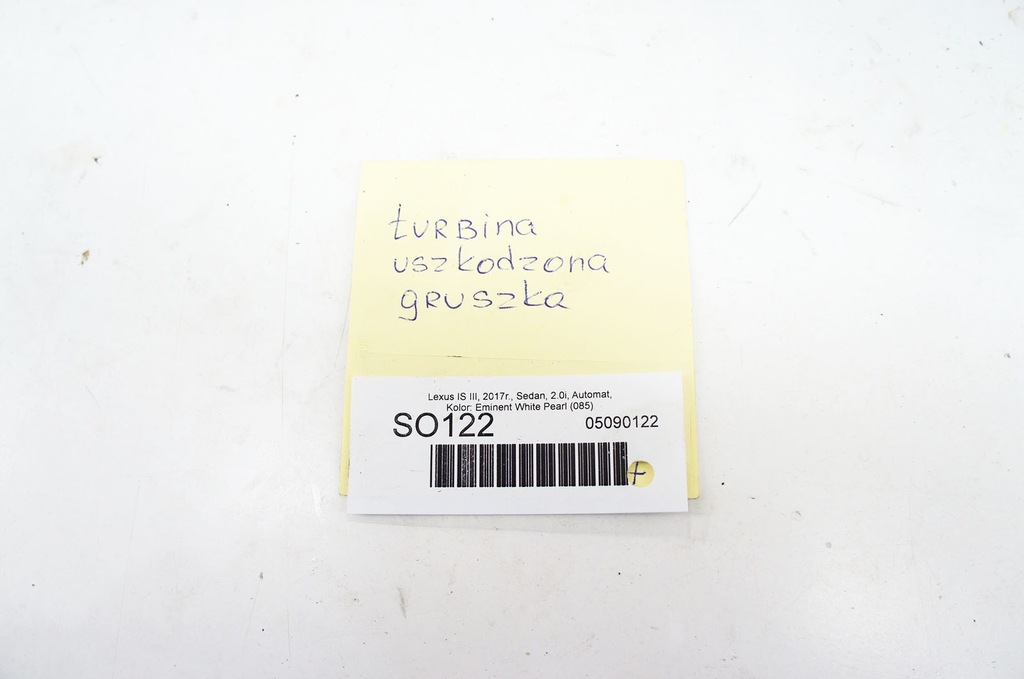 turbina
uszkodzona
gruszka
Lexus IS III, 2017r., Sedan, 2.0i, Automat,
Kolor: Eminent White Pearl (085)
SO122 05090122
+